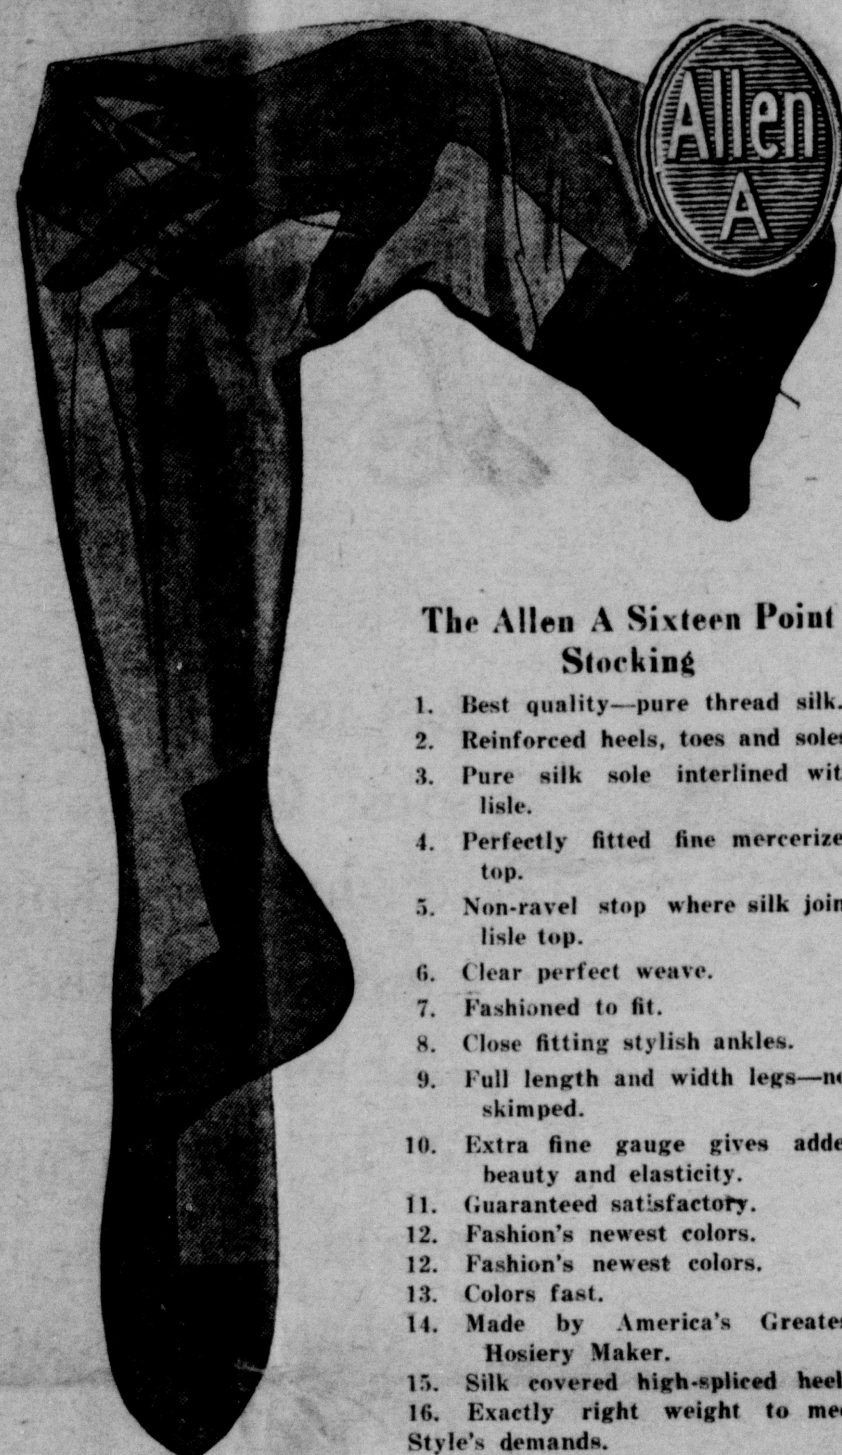 Allen
A
The Allen A Sixteen Point
Stocking
1. Best quality—pure thread silk.
2. Reinforced heels, toes and soles
3. Pure silk sole interlined wit
lisle.
4. Perfectly fitted fine mercerize
top.
5. Non-ravel stop where silk join
lisle top.
6. Clear perfect weave.
7. Fashioned to fit.
8. Close fitting stylish ankles.
9. Full length and width legs—no
skimped.
10. Extra fine gauge gives adde
beauty and elasticity.
11. Guaranteed satisfactory.
12. Fashion's newest colors.
12. Fashion's newest colors.
13. Colors fast.
14. Made by America's Greates
Hosiery Maker.
15. Silk covered high-spliced heel
16. Exactly right weight to mee
Style's demands.